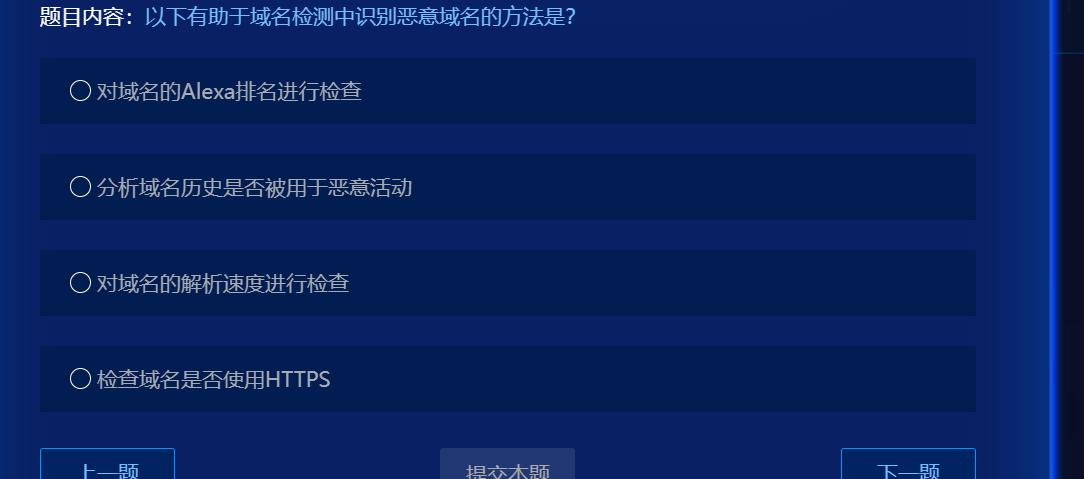 题目内容：以下有助于域名检测中识别恶意域名的方法是？
对域名的Alexa排名进行检查
分析域名历史是否被用于恶意活动
对域名的解析速度进行检查
检查域名是否使用HTTPS
上一题 提交本题 下一题